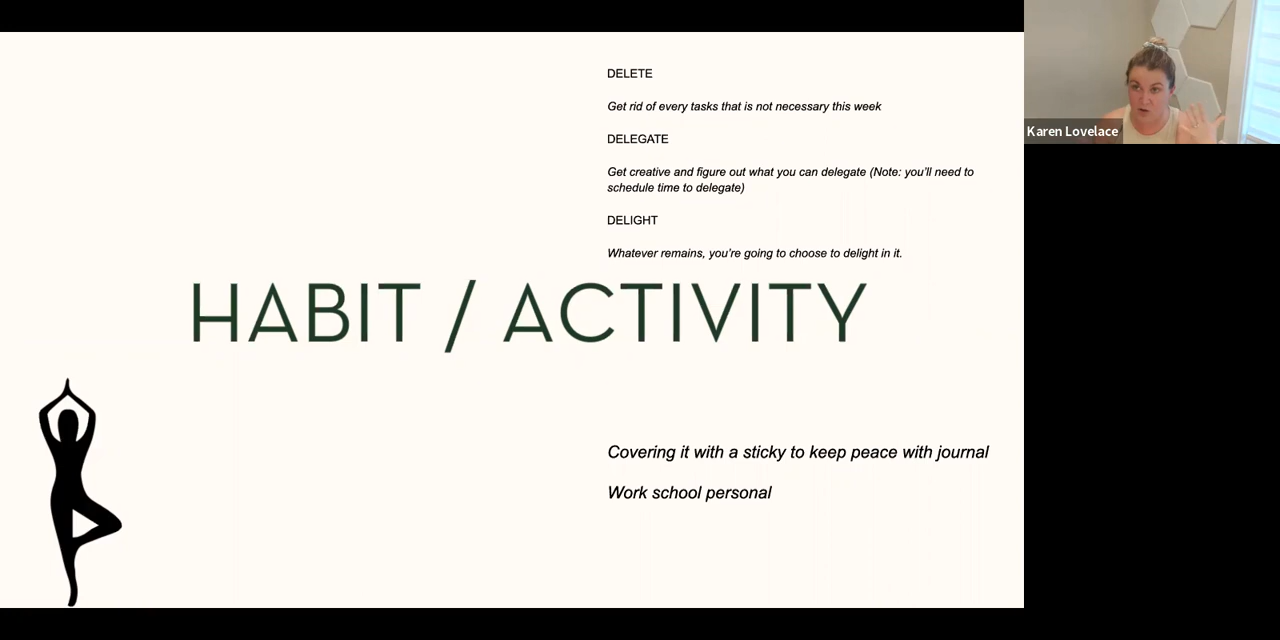 DELETE
Get rid of every tasks that is not necessary this week
DELEGATE
Get creative and figure out what you can delegate (Note: you'll need to
schedule time to delegate)
DELIGHT
Whatever remains, you're going to choose to delight in it.
HABIT / ACTIVITY
Covering it with a sticky to keep peace with journal
Work school personal
Karen Lovelace